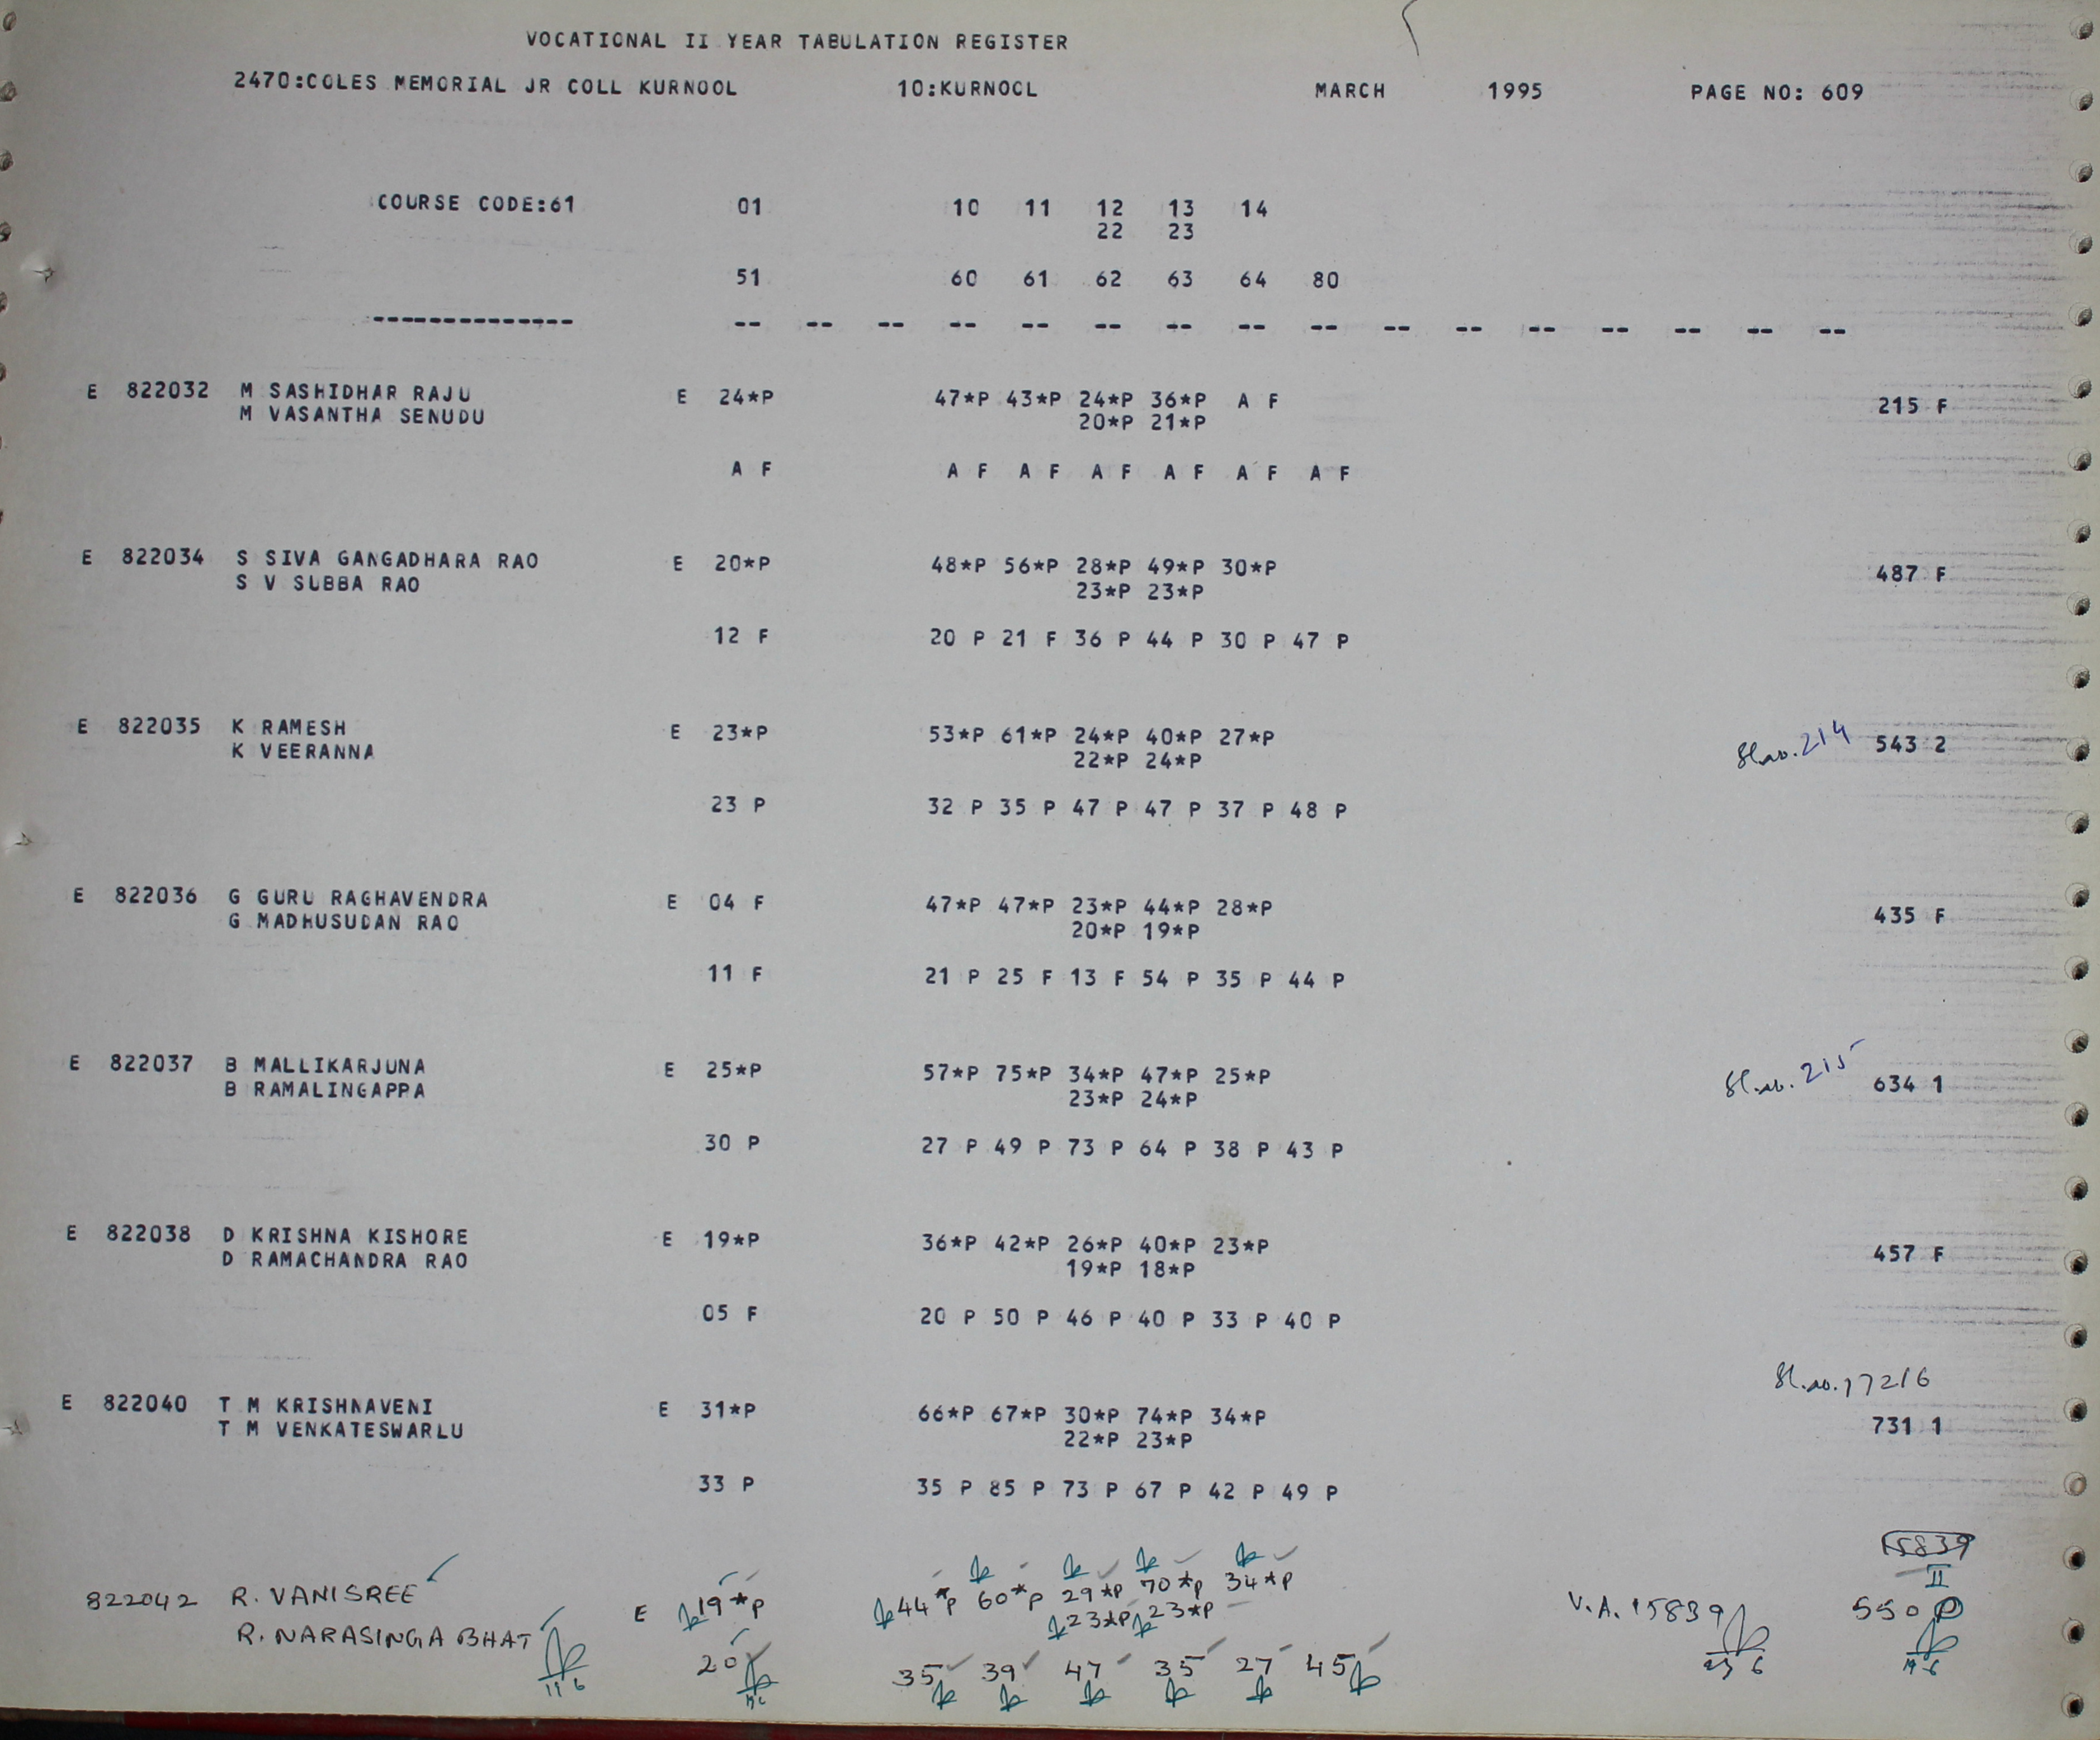 VOCATIONAL II YEAR TABULATION REGISTER
2470:COLES MEMORIAL JR COLL KURNOOL 10:KURNOOL MARCH 1995 PAGE NO: 609
COURSE CODE:61 01 10 11 12 13 14
22 23
51 60 61 62 63 64 80
-------------- -- -- -- -- -- -- -- -- -- -- -- -- -- -- -- --
E 822032 M SASHIDHAR RAJU E 24*P 47*P 43*P 24*P 36*P A F 215 F
M VASANTHA SENUDU 20*P 21*P
A F A F A F A F A F A F A F
E 822034 S SIVA GANGADHARA RAO E 20*P 48*P 56*P 28*P 49*P 30*P 487 F
S V SUBBA RAO 23*P 23*P
12 F 20 P 21 F 36 P 44 P 30 P 47 P
E 822035 K RAMESH E 23*P 53*P 61*P 24*P 40*P 27*P Sl.no. 214 543 2
K VEERANNA 22*P 24*P
23 P 32 P 35 P 47 P 47 P 37 P 48 P
E 822036 G GURU RAGHAVENDRA E 04 F 47*P 47*P 23*P 44*P 28*P 435 F
G MADHUSUDAN RAO 20*P 19*P
11 F 21 P 25 F 13 F 54 P 35 P 44 P
E 822037 B MALLIKARJUNA E 25*P 57*P 75*P 34*P 47*P 25*P Sl.no. 215 634 1
B RAMALINGAPPA 23*P 24*P
30 P 27 P 49 P 73 P 64 P 38 P 43 P
E 822038 D KRISHNA KISHORE E 19*P 36*P 42*P 26*P 40*P 23*P 457 F
D RAMACHANDRA RAO 19*P 18*P
05 F 20 P 50 P 46 P 40 P 33 P 40 P
Sl.no.
E 822040 T M KRISHNAVENI E 31*P 66*P 67*P 30*P 74*P 34*P 731 1
T M VENKATESWARLU 22*P 23*P
33 P 35 P 85 P 73 P 67 P 42 P 49 P
15839
II
822042 R. VANISREE E 19*P 44*P 60*P 29*P 70*P 34*P V.A. 15839 550
R. NARASINGA BHAT 23*P 23*P
20 35 39 47 35 27 45